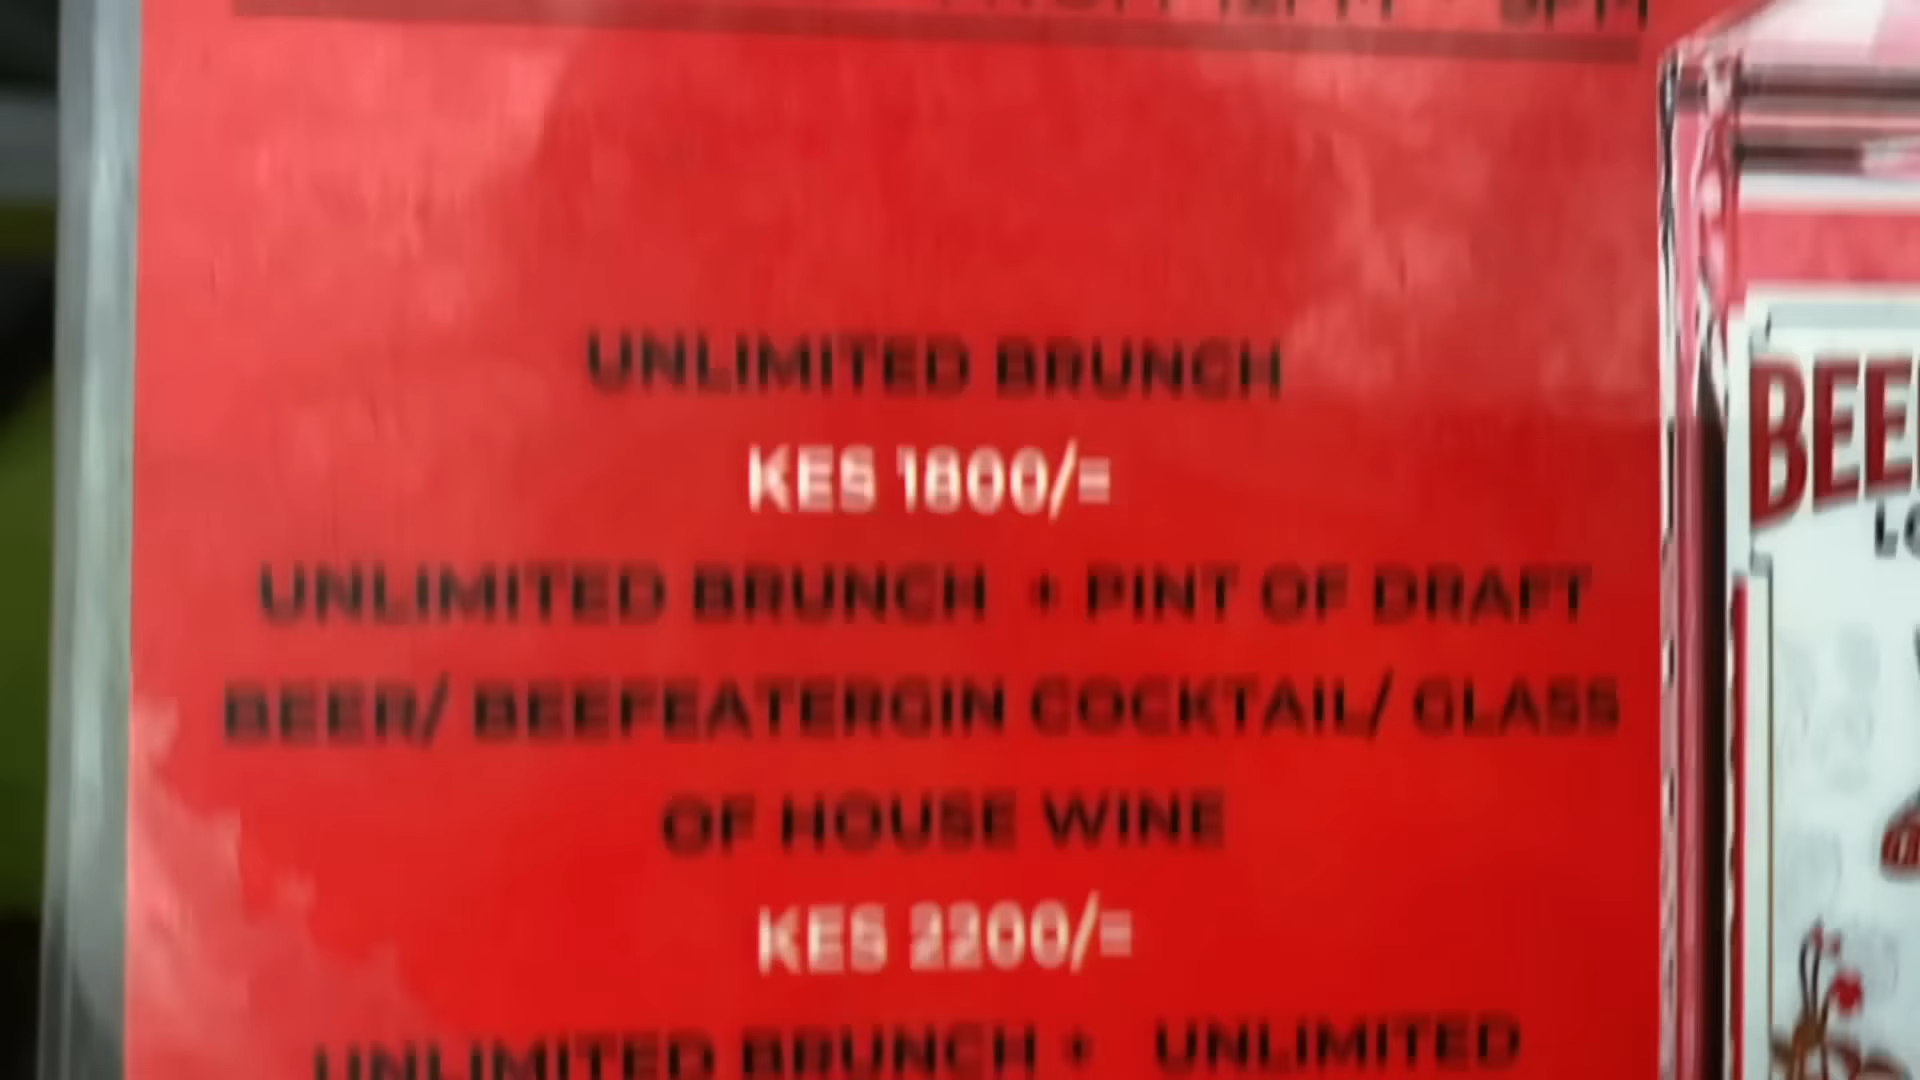 UNLIMITED BRUNCH
KES 1800/=
UNLIMITED BRUNCH + PINT OF DRAFT
BEER/ BEEFEATERGIN COCKTAIL/ GLASS
OF HOUSE WINE
KES 2200/=
UNLIMITED BRUNCH + UNLIMITED